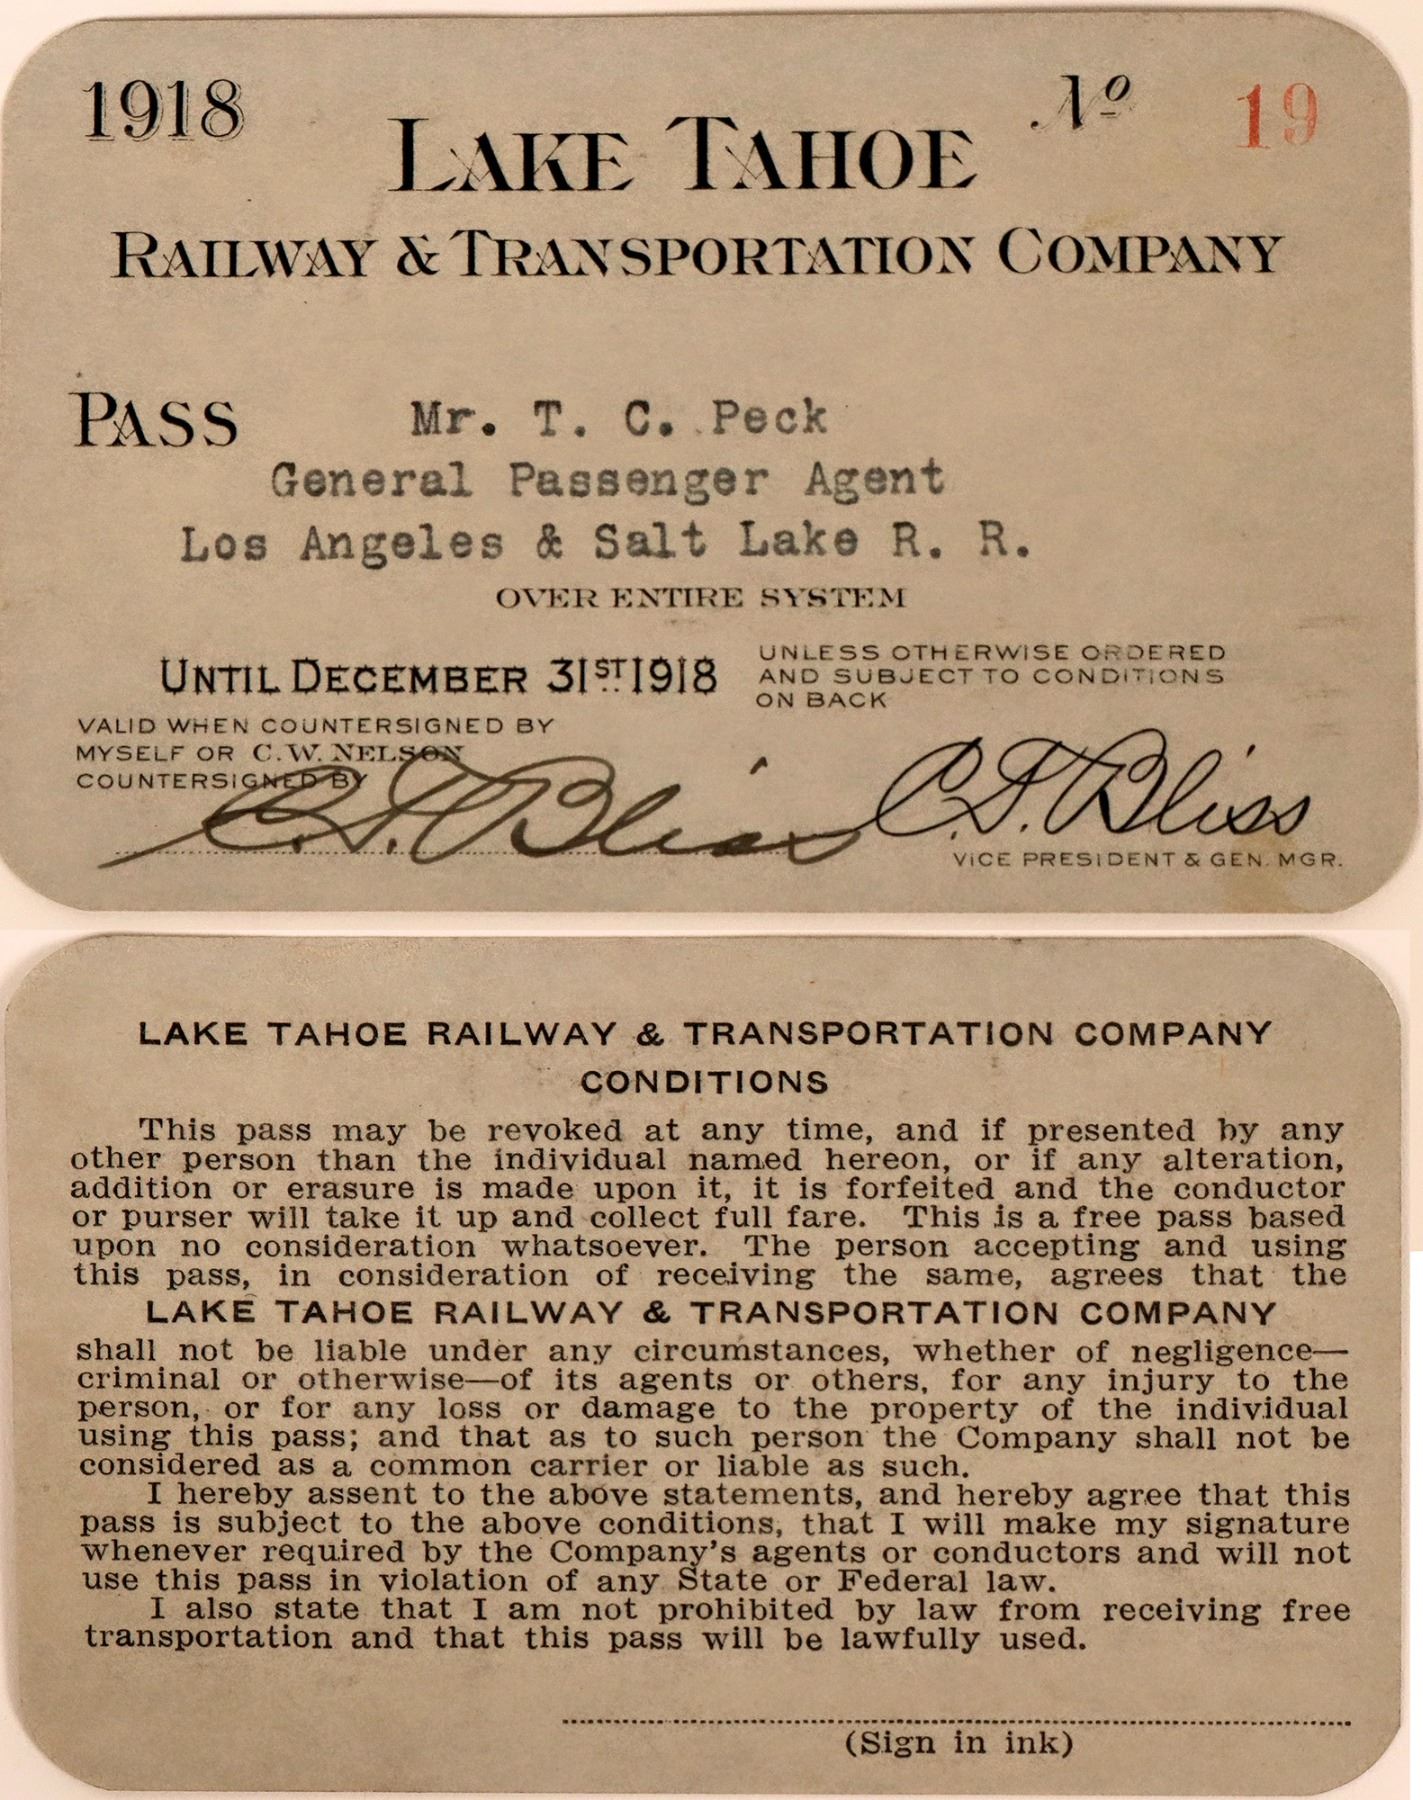 1918
No 19
LAKE TAHOE
RAILWAY & TRANSPORTATION COMPANY
PASS Mr. T. C. Peck
General Passenger Agent
Los Angeles & Salt Lake R. R.
OVER ENTIRE SYSTEM
UNTIL DECEMBER 31ST 1918
UNLESS OTHERWISE ORDERED
AND SUBJECT TO CONDITIONS
ON BACK
VALID WHEN COUNTERSIGNED BY
MYSELF OR C. W. NELSON
COUNTERSIGNED BY
C. T. Bliss
C. T. Bliss
VICE PRESIDENT & GEN. MGR.
LAKE TAHOE RAILWAY & TRANSPORTATION COMPANY
CONDITIONS
This pass may be revoked at any time, and if presented by any
other person than the individual named hereon, or if any alteration,
addition or erasure is made upon it, it is forfeited and the conductor
or purser will take it up and collect full fare. This is a free pass based
upon no consideration whatsoever. The person accepting and using
this pass, in consideration of receiving the same, agrees that the
LAKE TAHOE RAILWAY & TRANSPORTATION COMPANY
shall not be liable under any circumstances, whether of negligence—
criminal or otherwise—of its agents or others, for any injury to the
person, or for any loss or damage to the property of the individual
using this pass; and that as to such person the Company shall not be
considered as a common carrier or liable as such.
I hereby assent to the above statements, and hereby agree that this
pass is subject to the above conditions, that I will make my signature
whenever required by the Company's agents or conductors and will not
use this pass in violation of any State or Federal law.
I also state that I am not prohibited by law from receiving free
transportation and that this pass will be lawfully used.
(Sign in ink)